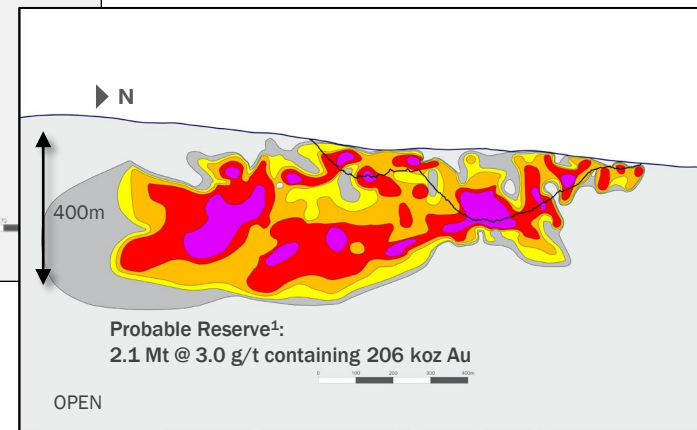 N
400m
Probable Reserve¹:
2.1 Mt @ 3.0 g/t containing 206 koz Au
0 100 200 300 400m
OPEN